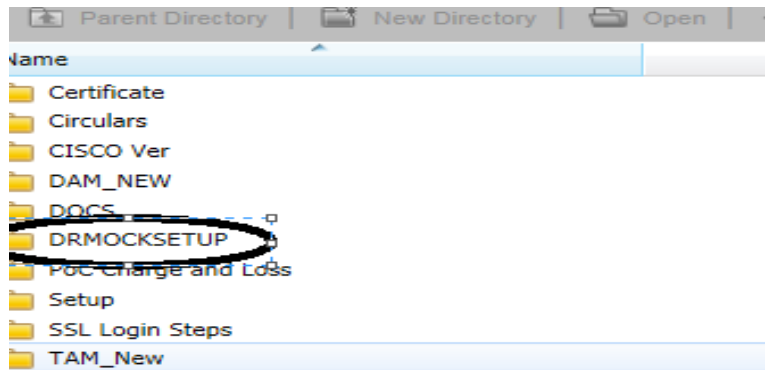 Parent Directory | New Directory | Open |
Name
Certificate
Circulars
CISCO Ver
DAM_NEW
DOCS
DRMOCKSETUP
PoC Charge and Loss
Setup
SSL Login Steps
TAM_New